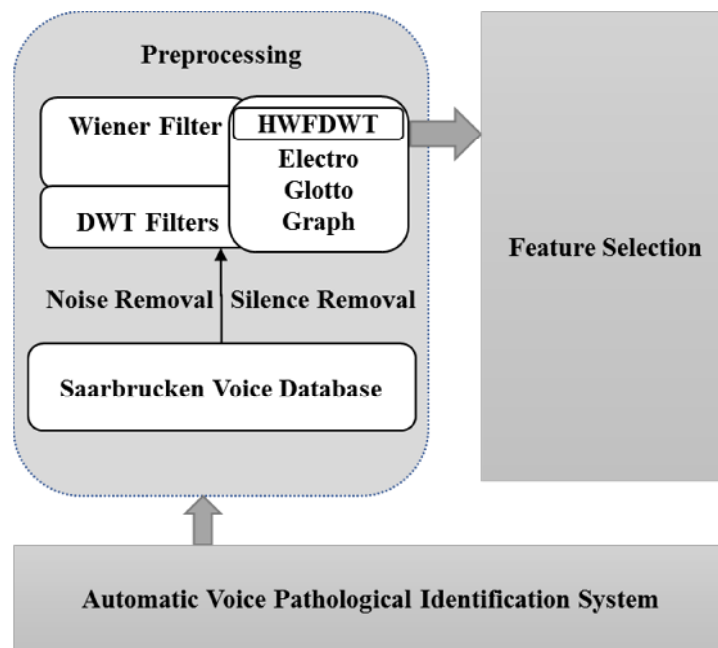 Preprocessing
Wiener Filter
HWFDWT
Electro
Glotto
Graph
DWT Filters
Noise Removal
Silence Removal
Saarbrucken Voice Database
Feature Selection
Automatic Voice Pathological Identification System